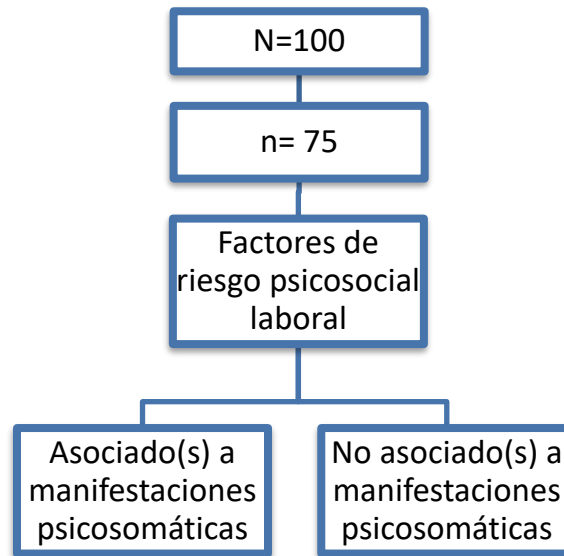 N=100
n= 75
Factores de
riesgo psicosocial
laboral
Asociado(s) a
manifestaciones
psicosomáticas
No asociado(s) a
manifestaciones
psicosomáticas